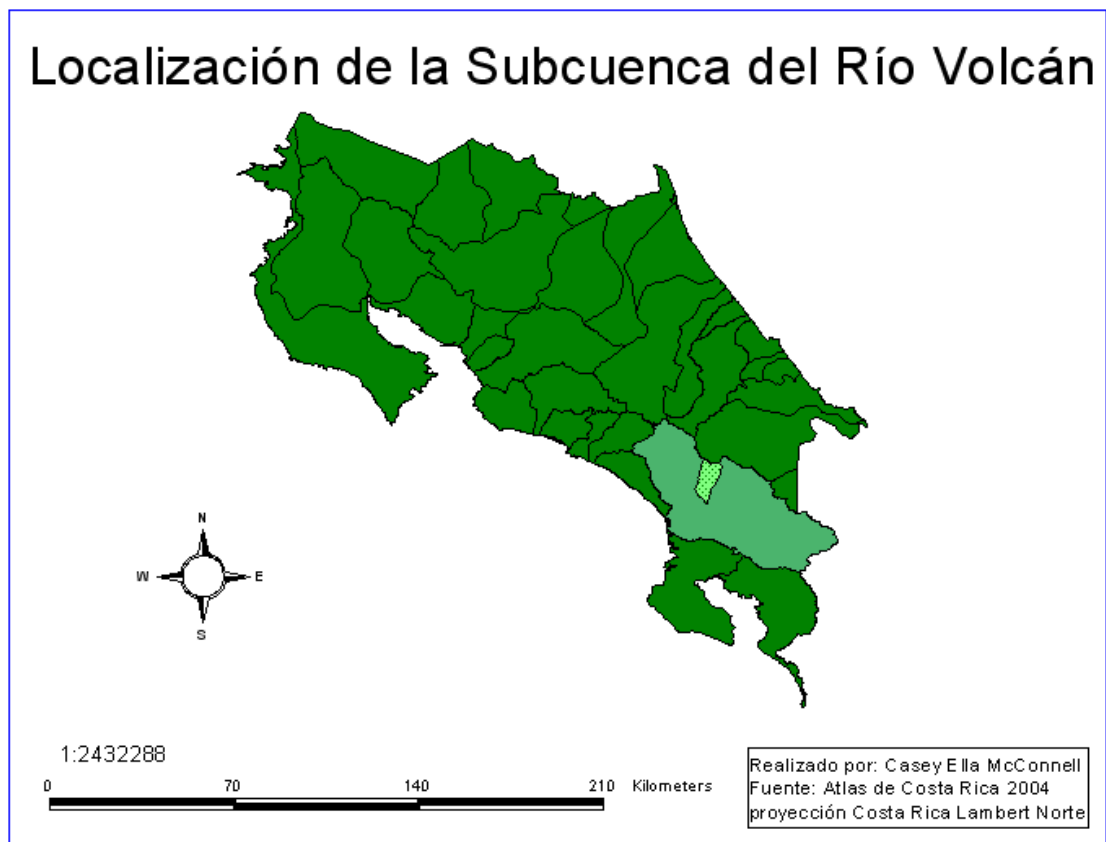 Localización de la Subcuenca del Río Volcán
N
W E
S
1:2432288
0 70 140 210 Kilometers
Realizado por: Casey Ella McConnell
Fuente: Atlas de Costa Rica 2004
proyección Costa Rica Lambert Norte